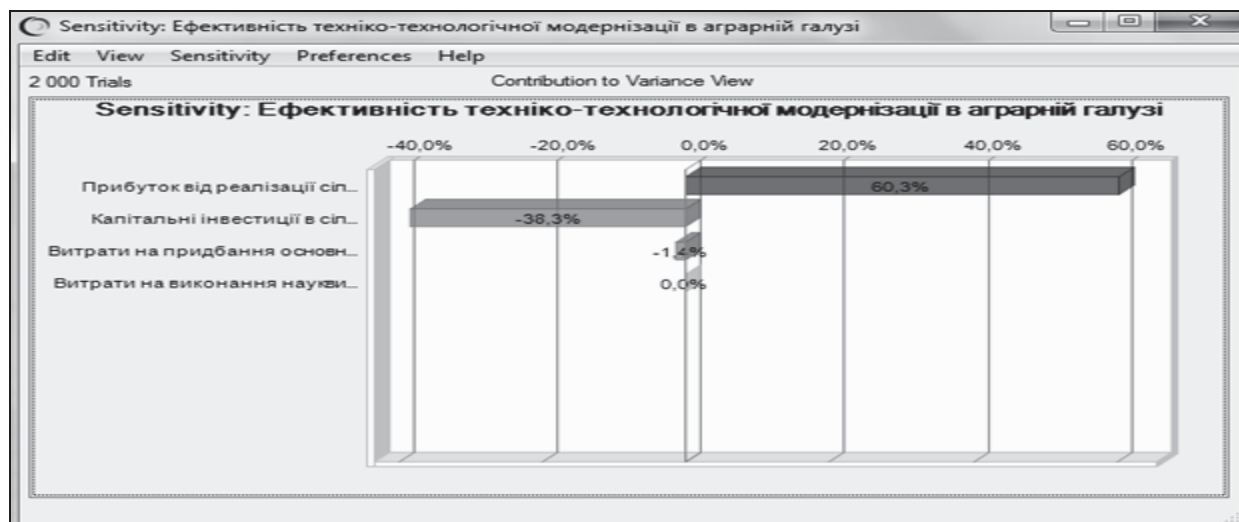 Sensitivity: Ефективність техніко-технологічної модернізації в аграрній галузі
Edit View Sensitivity Preferences Help
2 000 Trials Contribution to Variance View
Sensitivity: Ефективність техніко-технологічної модернізації в аграрній галузі
-40,0% -20,0% 0,0% 20,0% 40,0% 60,0%
Прибуток від реалізації сіл... 60,3%
Капітальні інвестиції в сіл... -38,3%
Витрати на придбання основн... -1,4%
Витрати на виконання наукви... 0,0%